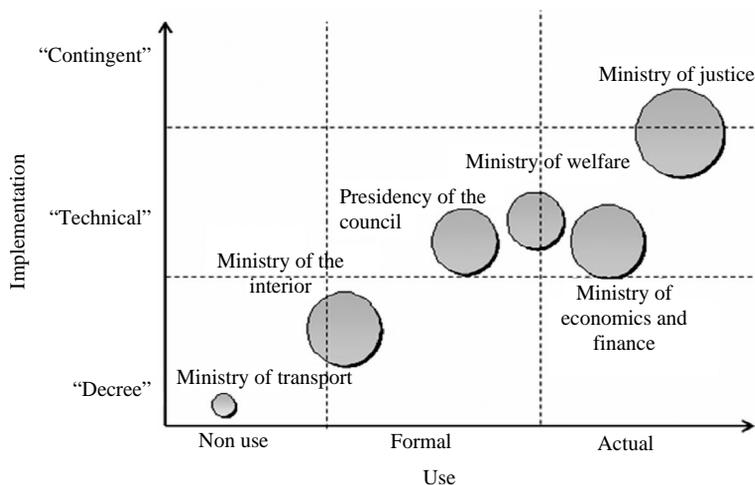 “Contingent”
Ministry of justice
Ministry of welfare
Presidency of the
council
“Technical”
Implementation
Ministry of the
interior
Ministry of
economics and
finance
Ministry of transport
“Decree”
Non use
Formal
Actual
Use